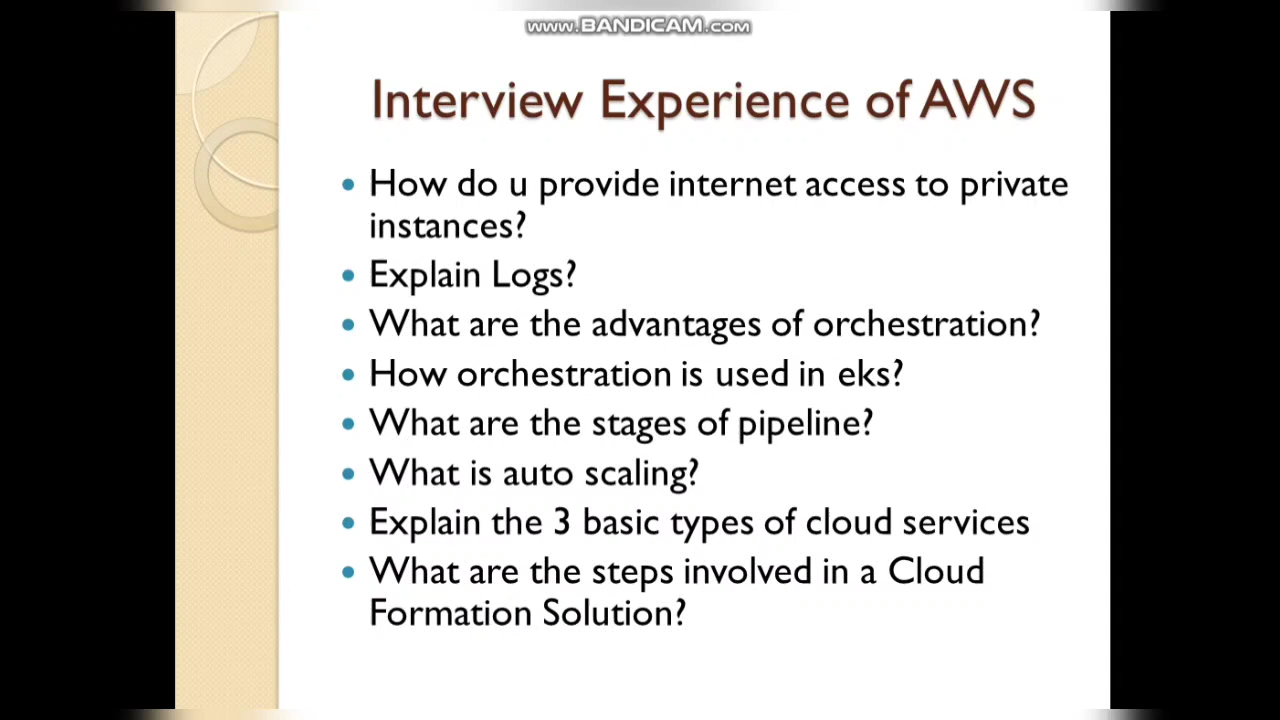 www.BANDICAM.com
Interview Experience of AWS
• How do u provide internet access to private
instances?
• Explain Logs?
• What are the advantages of orchestration?
• How orchestration is used in eks?
• What are the stages of pipeline?
• What is auto scaling?
• Explain the 3 basic types of cloud services
• What are the steps involved in a Cloud
Formation Solution?